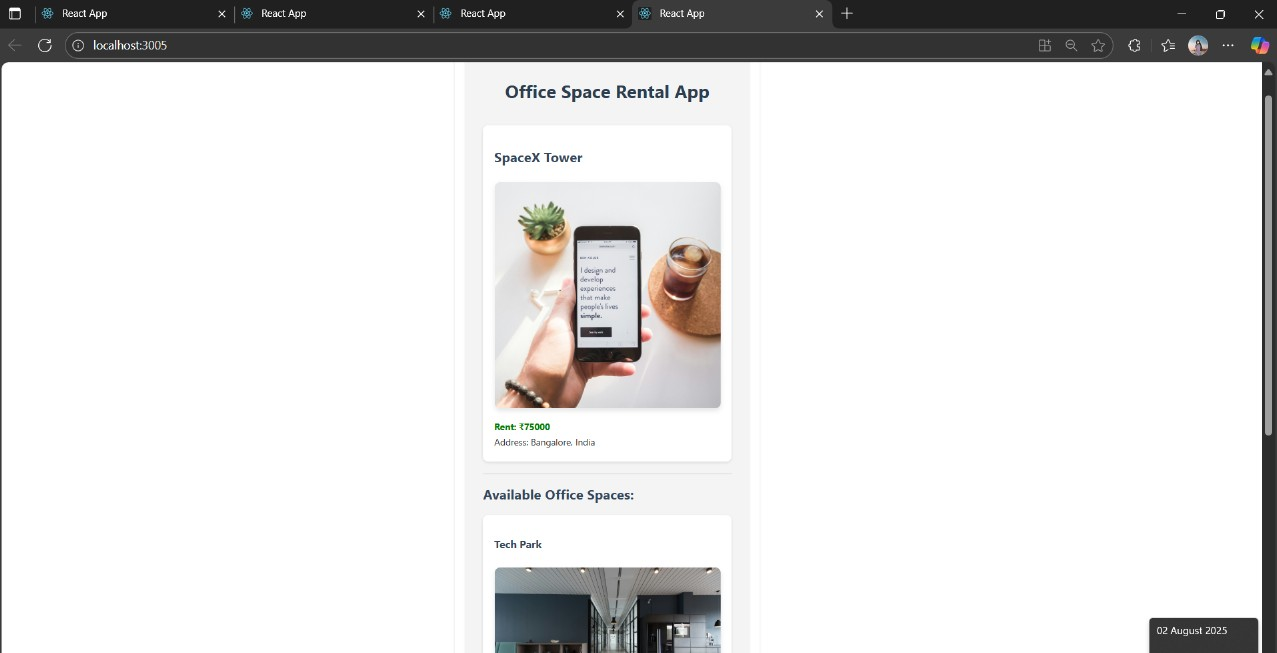 React App
React App
React App
React App
localhost:3005
Office Space Rental App
SpaceX Tower
I design and
develop
experiences
that make
people's lives
simple.
Rent: ₹75000
Address: Bangalore, India
Available Office Spaces:
Tech Park
02 August 2025